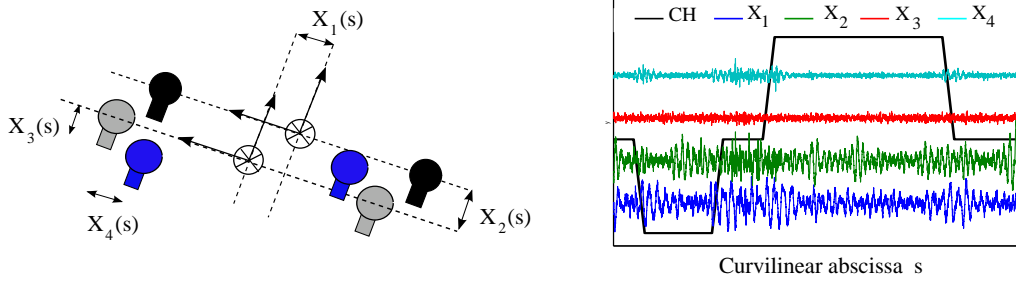 X₁(s)
X₃(s)
X₄(s)
X₂(s)
CH X₁ X₂ X₃ X₄
Curvilinear abscissa s